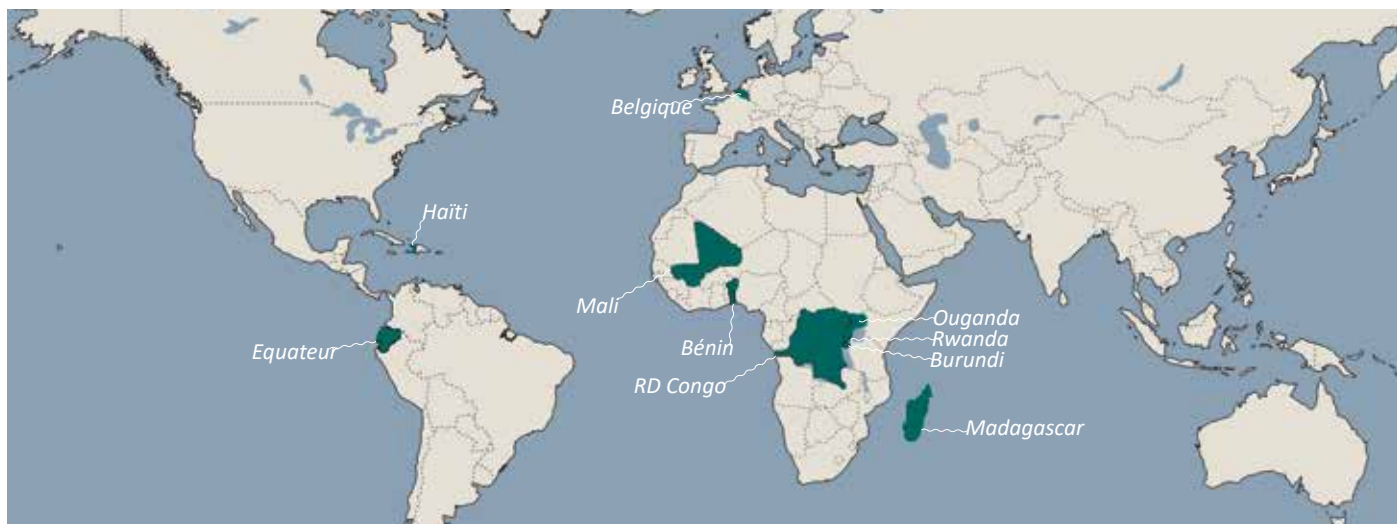 Belgique
Haïti
Mali
Ouganda
Rwanda
Equateur
Bénin
Burundi
RD Congo
Madagascar